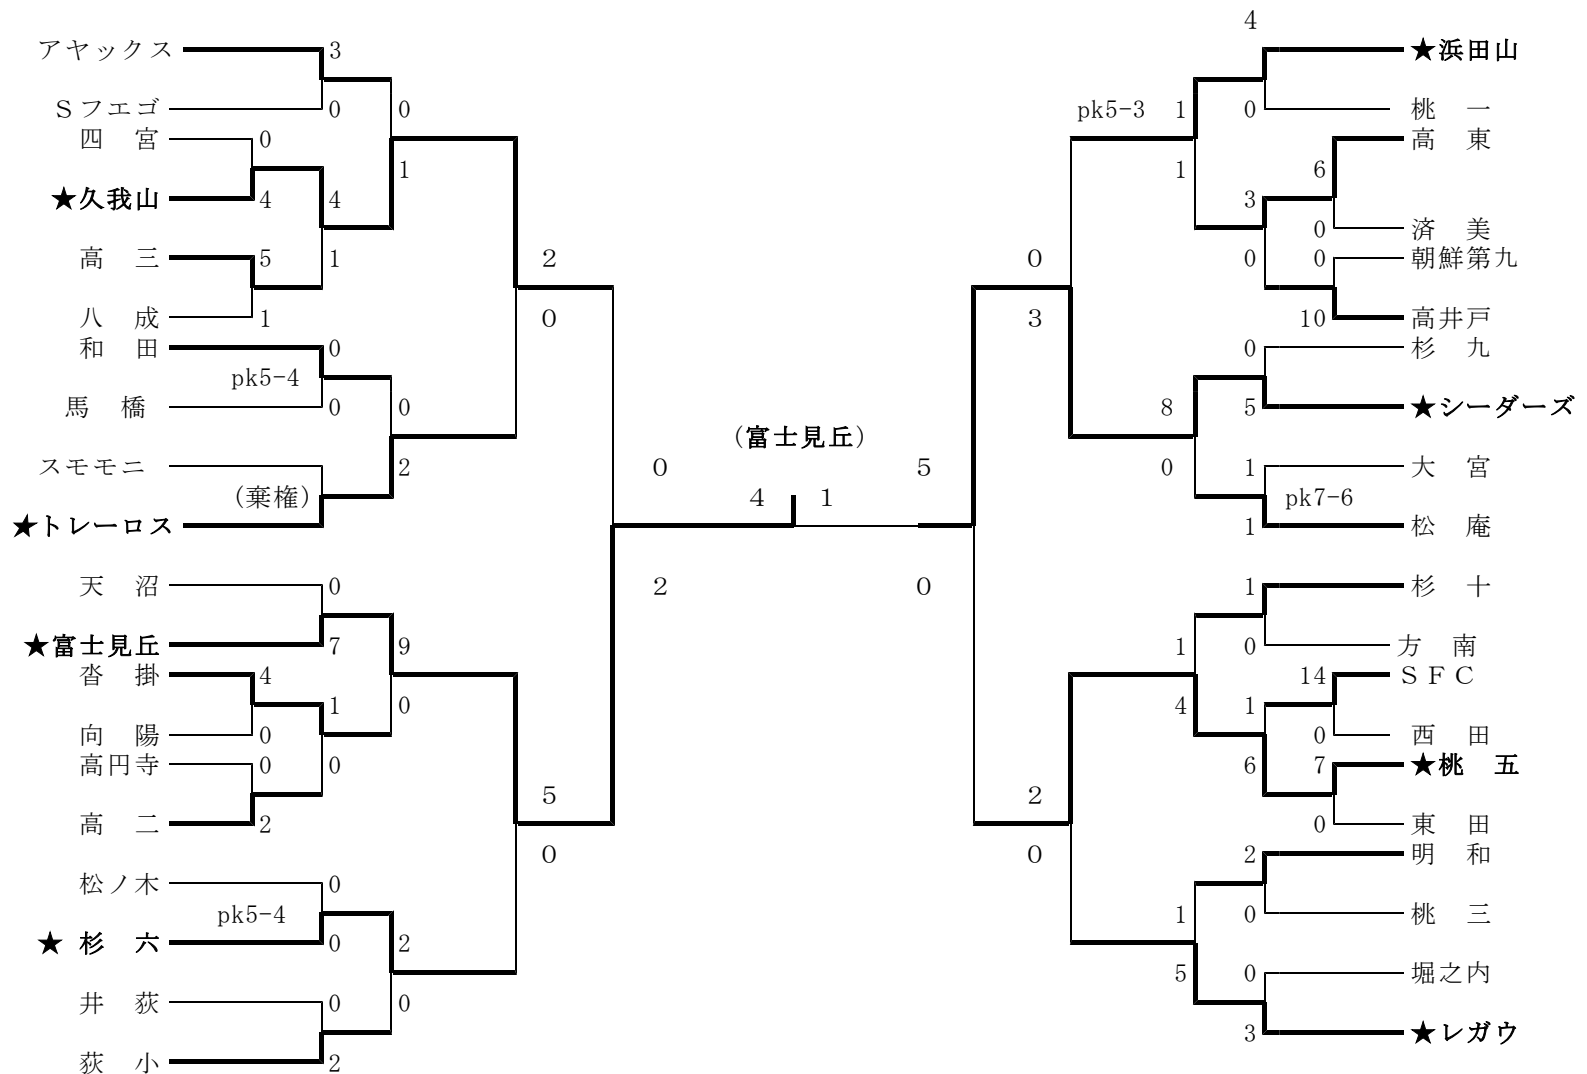 アヤックス 3
Ｓフエゴ 0 0
四　宮 0
1
★久我山 4 4
高　三 5 1 2
八　成 1 0
和　田 0
pk5-4
馬　橋 0 0
スモモニ 2
(棄権)
★トレーロス
天　沼 0
★富士見丘 7 9
沓　掛 4
1 0
向　陽 0
高円寺 0 0
5
高　二 2
0
松ノ木 0
pk5-4
★ 杉　六 0 2
井　荻 0 0
荻　小 2
(富士見丘)
0 5
4 1
2 0
4
★浜田山
pk5-3 1 0 桃　一
高　東
1 6
3
0 済　美
0 0 0 朝鮮第九
3 10 高井戸
0 杉　九
8 5 ★シーダーズ
0 1 大　宮
pk7-6
1 松　庵
1 杉　十
1 0 方　南
14 ＳＦＣ
4 1
0 西　田
6 7 ★桃　五
2
0 東　田
0 2 明　和
1 0 桃　三
5 0 堀之内
3 ★レガウ